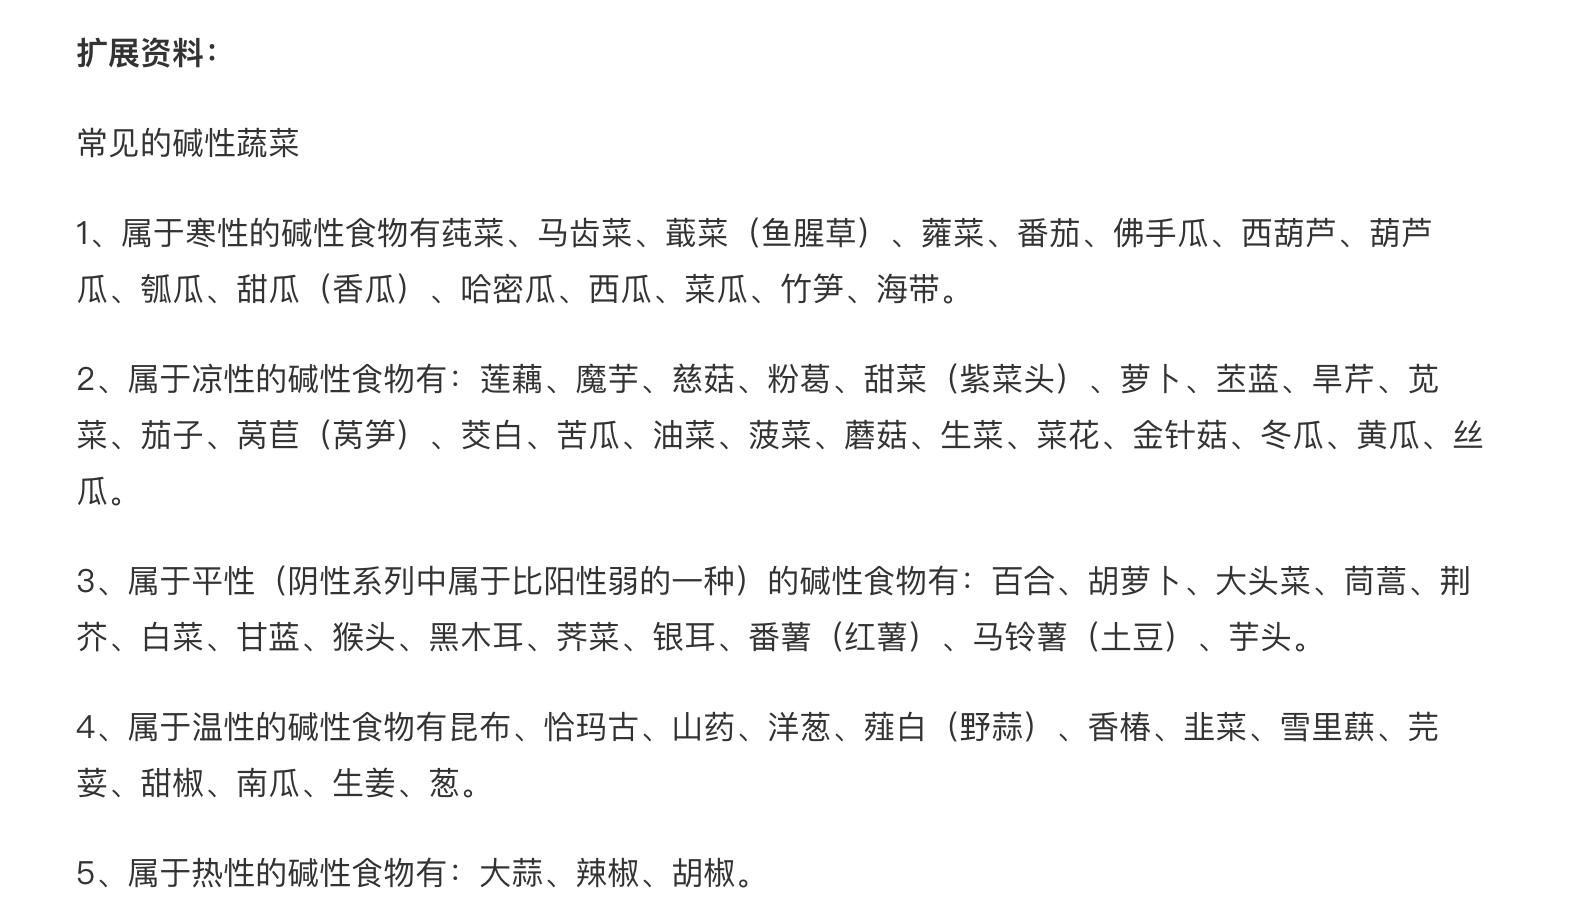 扩展资料：
常见的碱性蔬菜
1、属于寒性的碱性食物有莼菜、马齿菜、蕺菜（鱼腥草）、蕹菜、番茄、佛手瓜、西葫芦、葫芦
瓜、瓠瓜、甜瓜（香瓜）、哈密瓜、西瓜、菜瓜、竹笋、海带。
2、属于凉性的碱性食物有：莲藕、魔芋、慈菇、粉葛、甜菜（紫菜头）、萝卜、苤蓝、旱芹、苋
菜、茄子、莴苣（莴笋）、茭白、苦瓜、油菜、菠菜、蘑菇、生菜、菜花、金针菇、冬瓜、黄瓜、丝
瓜。
3、属于平性（阴性系列中属于比阳性弱的一种）的碱性食物有：百合、胡萝卜、大头菜、茼蒿、荆
芥、白菜、甘蓝、猴头、黑木耳、荠菜、银耳、番薯（红薯）、马铃薯（土豆）、芋头。
4、属于温性的碱性食物有昆布、恰玛古、山药、洋葱、薤白（野蒜）、香椿、韭菜、雪里蕻、芫
荽、甜椒、南瓜、生姜、葱。
5、属于热性的碱性食物有：大蒜、辣椒、胡椒。